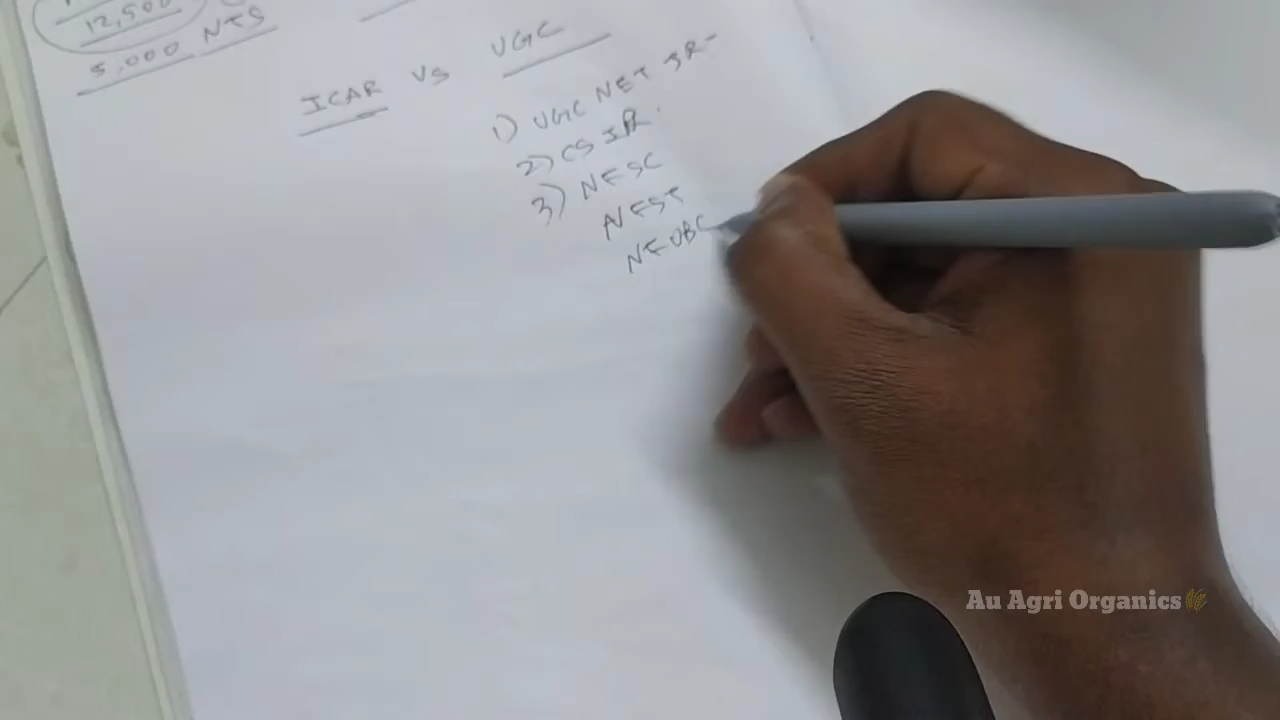 12,500
5,000 NTS
ICAR VS UGC
1) UGC NET JR-
2) CSIR.
3) NFSC
NFST
NFOBC
Au Agri Organics